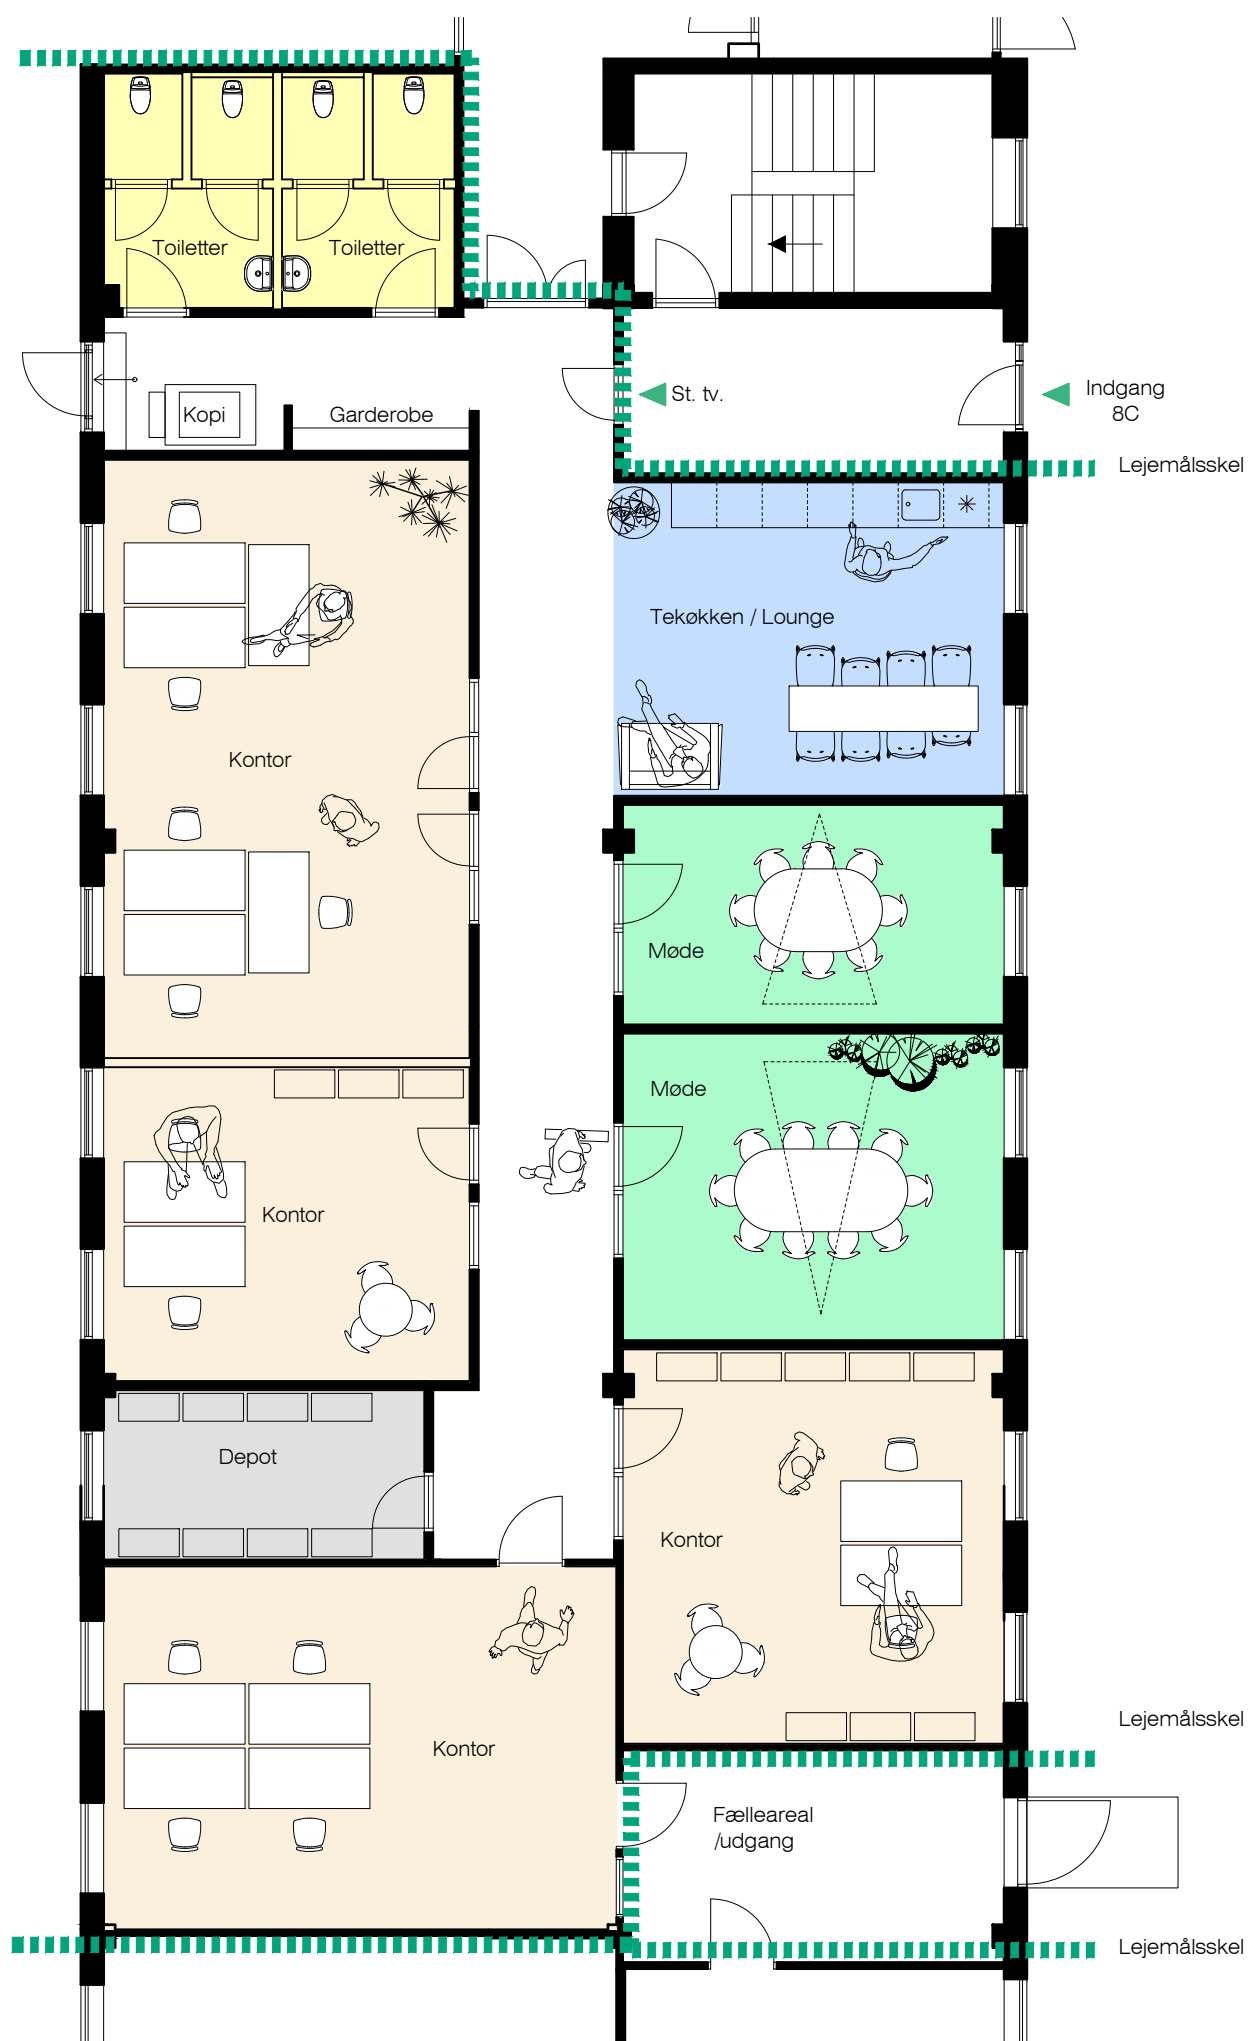 Toiletter
Toiletter
Kopi
Garderobe
St. tv.
Indgang
8C
Lejemålsskel
Tekøkken / Lounge
Kontor
Møde
Møde
Kontor
Depot
Kontor
Kontor
Lejemålsskel
Fælleareal
/udgang
Lejemålsskel